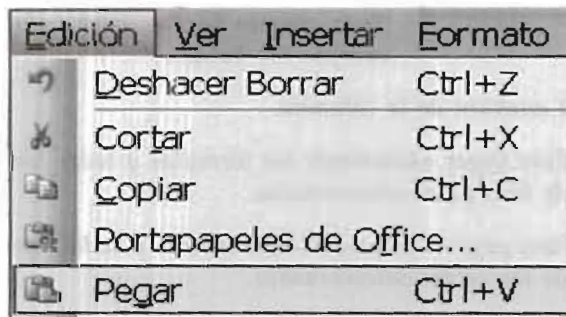 Edición Ver Insertar Formato
Deshacer Borrar Ctrl+Z
Cortar Ctrl+X
Copiar Ctrl+C
Portapapeles de Office...
Pegar Ctrl+V